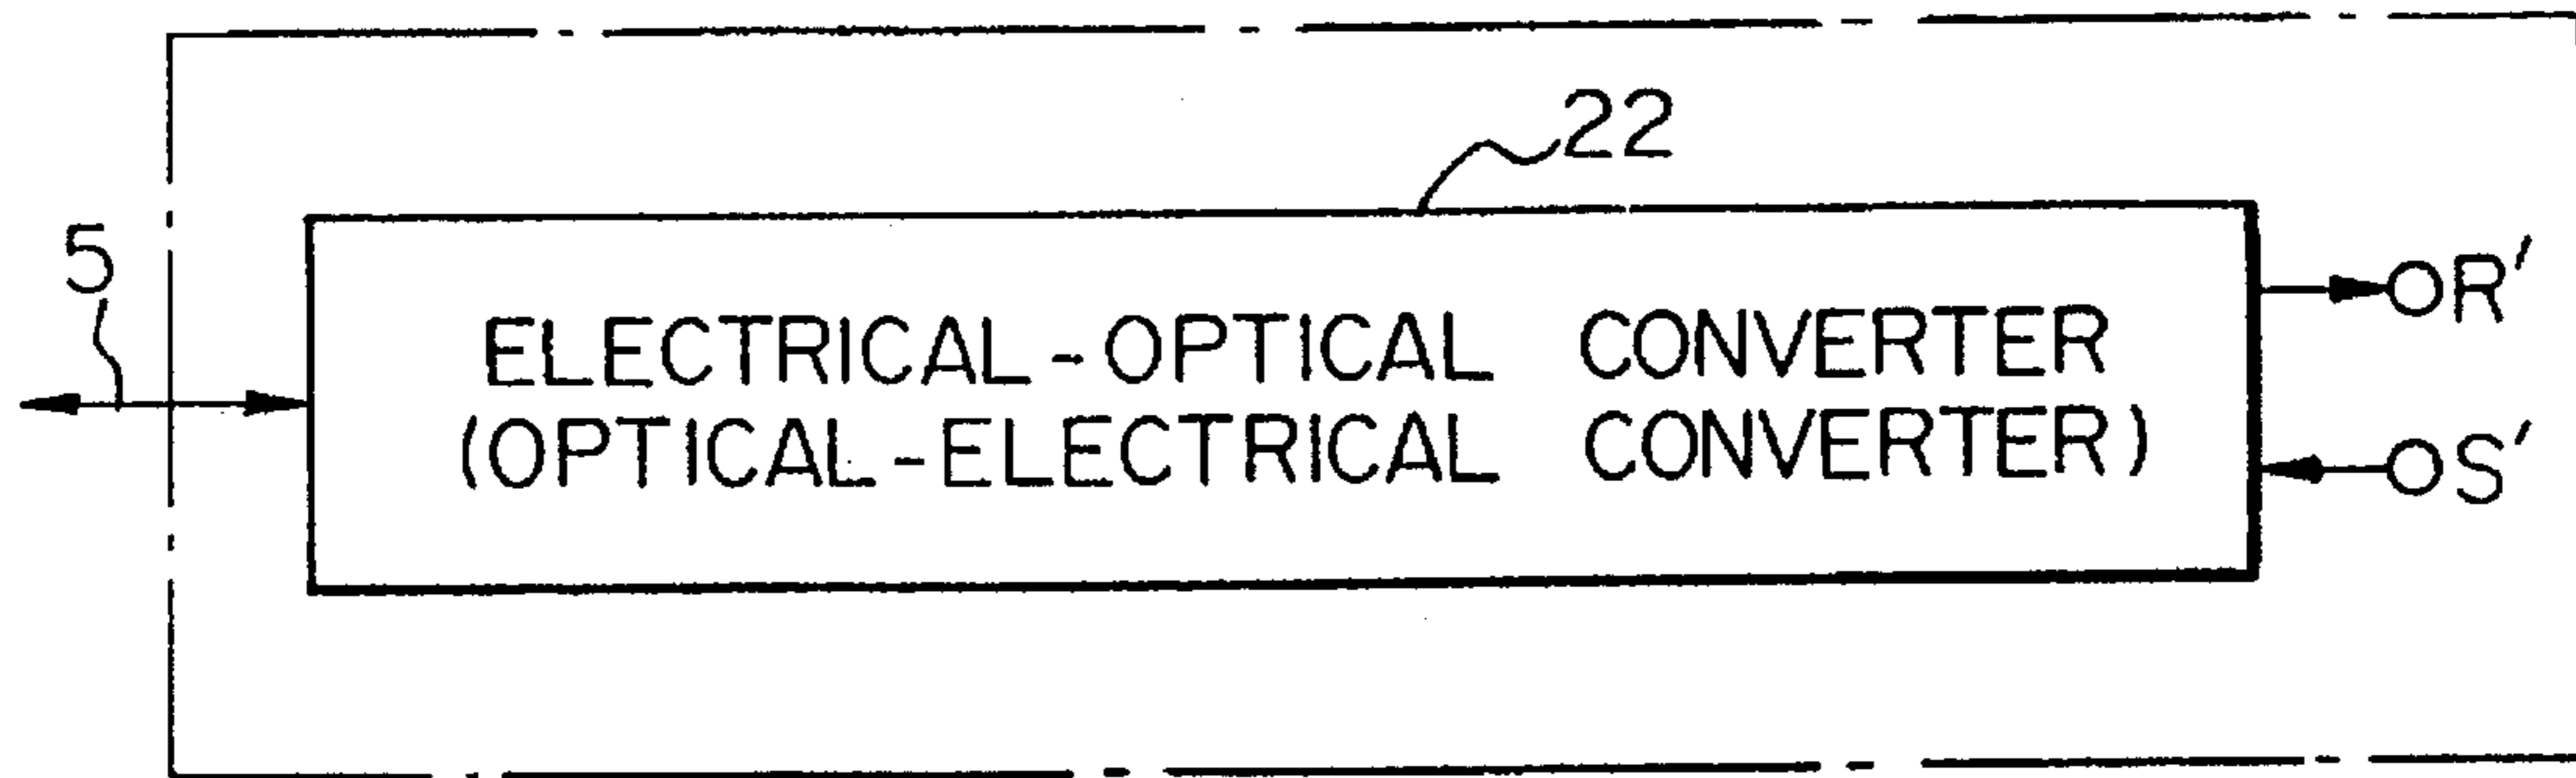 22
5
ELECTRICAL-OPTICAL CONVERTER
(OPTICAL-ELECTRICAL CONVERTER)
OR'
OS'